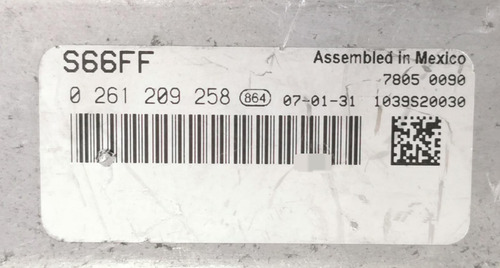 S66FF
Assembled in Mexico
7805 0090
0 261 209 258 864 07-01-31 1039S20030